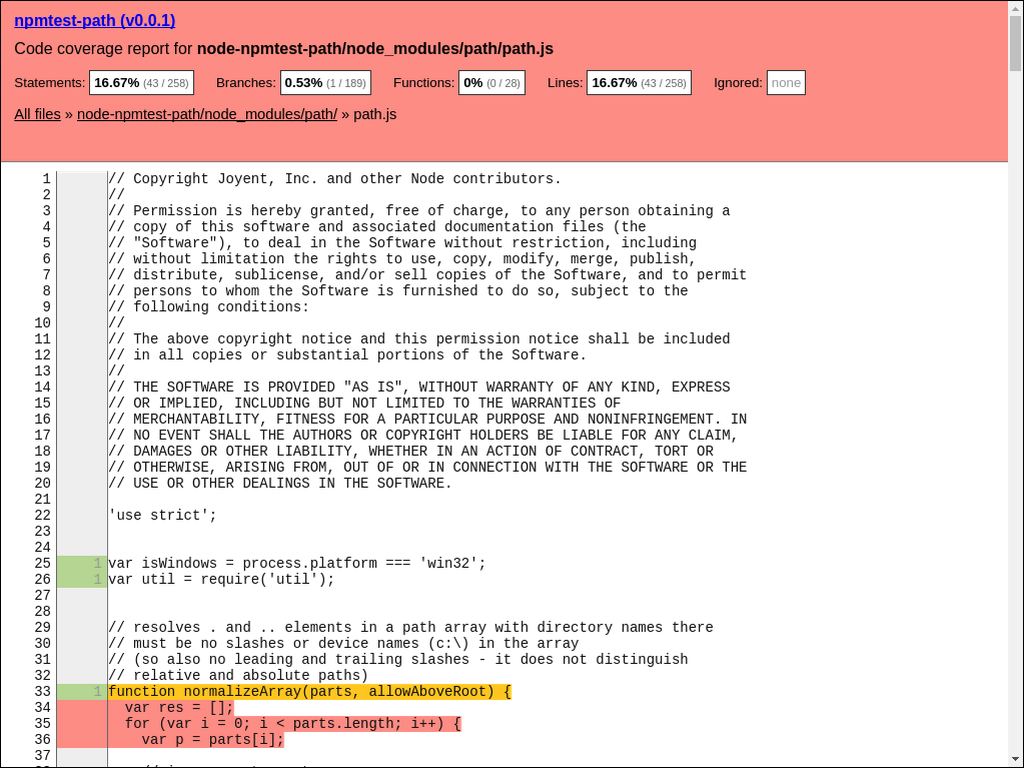 npmtest-path (v0.0.1)
Code coverage report for node-npmtest-path/node_modules/path/path.js
Statements: 16.67% (43 / 258) Branches: 0.53% (1 / 189) Functions: 0% (0 / 28) Lines: 16.67% (43 / 258) Ignored: none
All files » node-npmtest-path/node_modules/path/ » path.js
1 // Copyright Joyent, Inc. and other Node contributors.
2 //
3 // Permission is hereby granted, free of charge, to any person obtaining a
4 // copy of this software and associated documentation files (the
5 // "Software"), to deal in the Software without restriction, including
6 // without limitation the rights to use, copy, modify, merge, publish,
7 // distribute, sublicense, and/or sell copies of the Software, and to permit
8 // persons to whom the Software is furnished to do so, subject to the
9 // following conditions:
10 //
11 // The above copyright notice and this permission notice shall be included
12 // in all copies or substantial portions of the Software.
13 //
14 // THE SOFTWARE IS PROVIDED "AS IS", WITHOUT WARRANTY OF ANY KIND, EXPRESS
15 // OR IMPLIED, INCLUDING BUT NOT LIMITED TO THE WARRANTIES OF
16 // MERCHANTABILITY, FITNESS FOR A PARTICULAR PURPOSE AND NONINFRINGEMENT. IN
17 // NO EVENT SHALL THE AUTHORS OR COPYRIGHT HOLDERS BE LIABLE FOR ANY CLAIM,
18 // DAMAGES OR OTHER LIABILITY, WHETHER IN AN ACTION OF CONTRACT, TORT OR
19 // OTHERWISE, ARISING FROM, OUT OF OR IN CONNECTION WITH THE SOFTWARE OR THE
20 // USE OR OTHER DEALINGS IN THE SOFTWARE.
21
22 'use strict';
23
24
25 1 var isWindows = process.platform === 'win32';
26 1 var util = require('util');
27
28
29 // resolves . and .. elements in a path array with directory names there
30 // must be no slashes or device names (c:\) in the array
31 // (so also no leading and trailing slashes - it does not distinguish
32 // relative and absolute paths)
33 1 function normalizeArray(parts, allowAboveRoot) {
34 var res = [];
35 for (var i = 0; i < parts.length; i++) {
36 var p = parts[i];
37